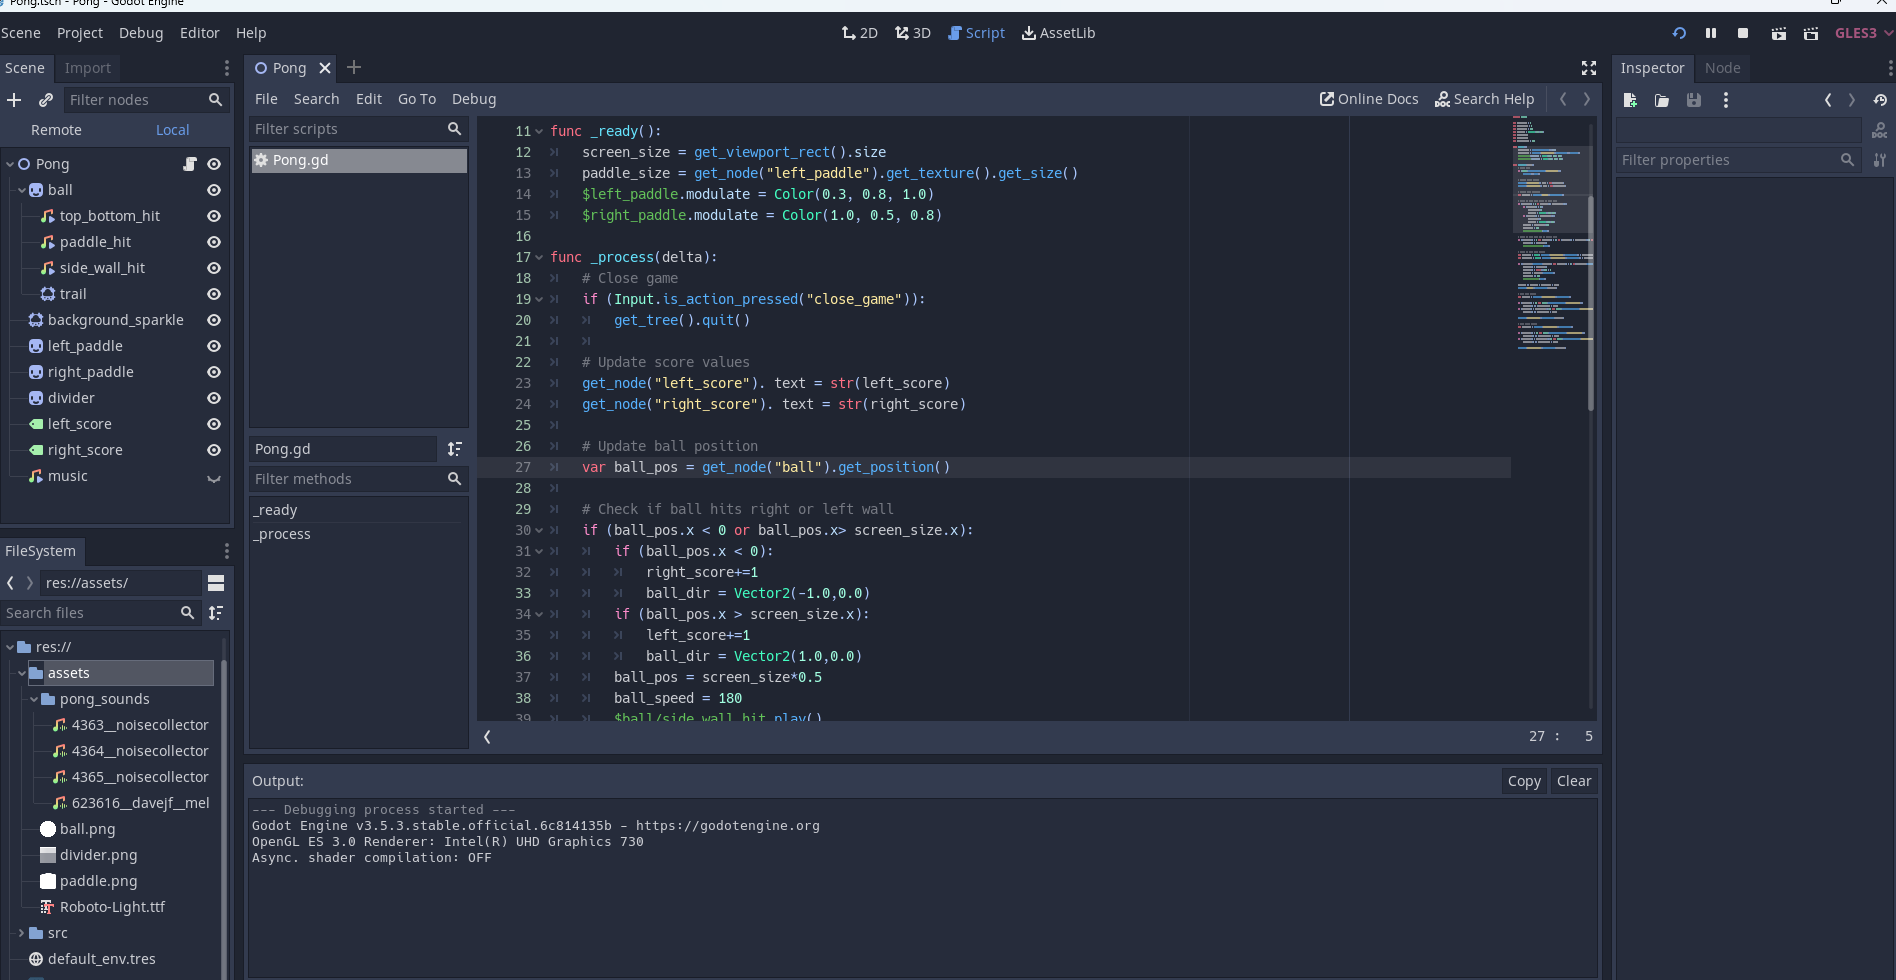 Pong.tscn - Pong - Godot Engine
Scene Project Debug Editor Help
2D 3D Script AssetLib
GLES3
Scene Import
Filter nodes
Remote Local
Pong
ball
top_bottom_hit
paddle_hit
side_wall_hit
trail
background_sparkle
left_paddle
right_paddle
divider
left_score
right_score
music
FileSystem
res://assets/
Search files
res://
assets
pong_sounds
4363__noisecollector
4364__noisecollector
4365__noisecollector
623616__davejf__mel
ball.png
divider.png
paddle.png
Roboto-Light.ttf
src
default_env.tres
Pong
File Search Edit Go To Debug
Online Docs Search Help
Filter scripts
Pong.gd
Pong.gd
Filter methods
_ready
_process
11 func _ready():
12 screen_size = get_viewport_rect().size
13 paddle_size = get_node("left_paddle").get_texture().get_size()
14 $left_paddle.modulate = Color(0.3, 0.8, 1.0)
15 $right_paddle.modulate = Color(1.0, 0.5, 0.8)
16
17 func _process(delta):
18 # Close game
19 if (Input.is_action_pressed("close_game")):
20 get_tree().quit()
21
22 # Update score values
23 get_node("left_score"). text = str(left_score)
24 get_node("right_score"). text = str(right_score)
25
26 # Update ball position
27 var ball_pos = get_node("ball").get_position()
28
29 # Check if ball hits right or left wall
30 if (ball_pos.x < 0 or ball_pos.x> screen_size.x):
31 if (ball_pos.x < 0):
32 right_score+=1
33 ball_dir = Vector2(-1.0,0.0)
34 if (ball_pos.x > screen_size.x):
35 left_score+=1
36 ball_dir = Vector2(1.0,0.0)
37 ball_pos = screen_size*0.5
38 ball_speed = 180
39 $ball/side_wall_hit.play()
27 : 5
Output:
Copy Clear
--- Debugging process started ---
Godot Engine v3.5.3.stable.official.6c814135b - https://godotengine.org
OpenGL ES 3.0 Renderer: Intel(R) UHD Graphics 730
Async. shader compilation: OFF
Inspector Node
DOC
Filter properties